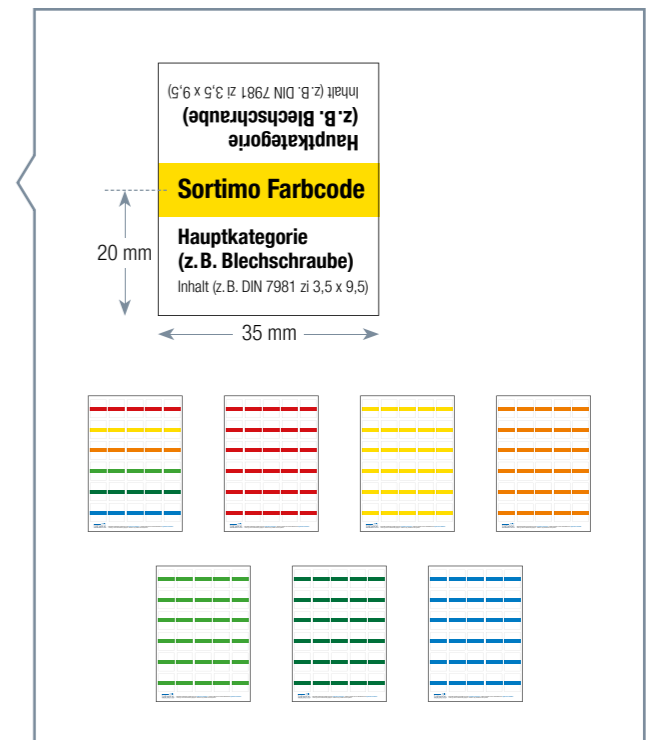 Inhalt (z. B. DIN 7981 zi 3,5 x 9,5)
(z. B. Blechschraube)
Hauptkategorie
Sortimo Farbcode
Hauptkategorie
(z. B. Blechschraube)
Inhalt (z. B. DIN 7981 zi 3,5 x 9,5)
20 mm
35 mm